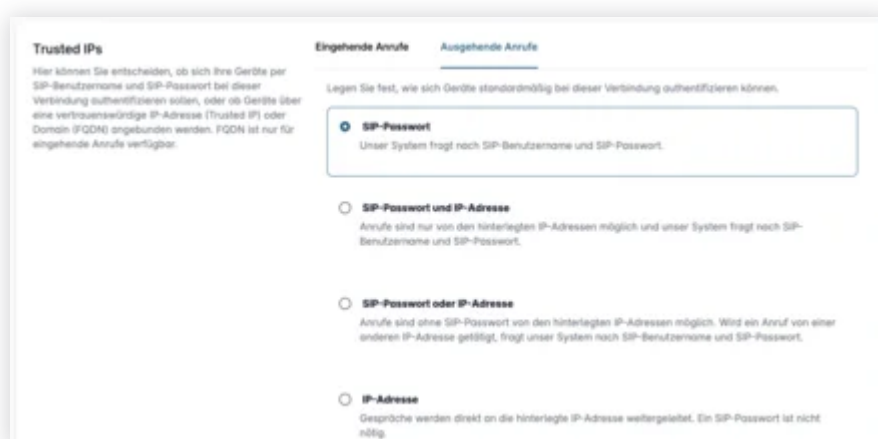 Trusted IPs
Hier können Sie entscheiden, ob sich Ihre Geräte per
SIP-Benutzername und SIP-Passwort bei dieser
Verbindung authentifizieren sollen, oder ob Geräte über
eine vertrauenswürdige IP-Adresse (Trusted IP) oder
Domain (FQDN) angebunden werden. FQDN ist nur für
eingehende Anrufe verfügbar.
Eingehende Anrufe
Ausgehende Anrufe
Legen Sie fest, wie sich Geräte standardmäßig bei dieser Verbindung authentifizieren können.
SIP-Passwort
Unser System fragt nach SIP-Benutzername und SIP-Passwort.
SIP-Passwort und IP-Adresse
Anrufe sind nur von den hinterlegten IP-Adressen möglich und unser System fragt nach SIP-
Benutzername und SIP-Passwort.
SIP-Passwort oder IP-Adresse
Anrufe sind ohne SIP-Passwort von den hinterlegten IP-Adressen möglich. Wird ein Anruf von einer
anderen IP-Adresse getätigt, fragt unser System nach SIP-Benutzername und SIP-Passwort.
IP-Adresse
Gespräche werden direkt an die hinterlegte IP-Adresse weitergeleitet. Ein SIP-Passwort ist nicht
nötig.